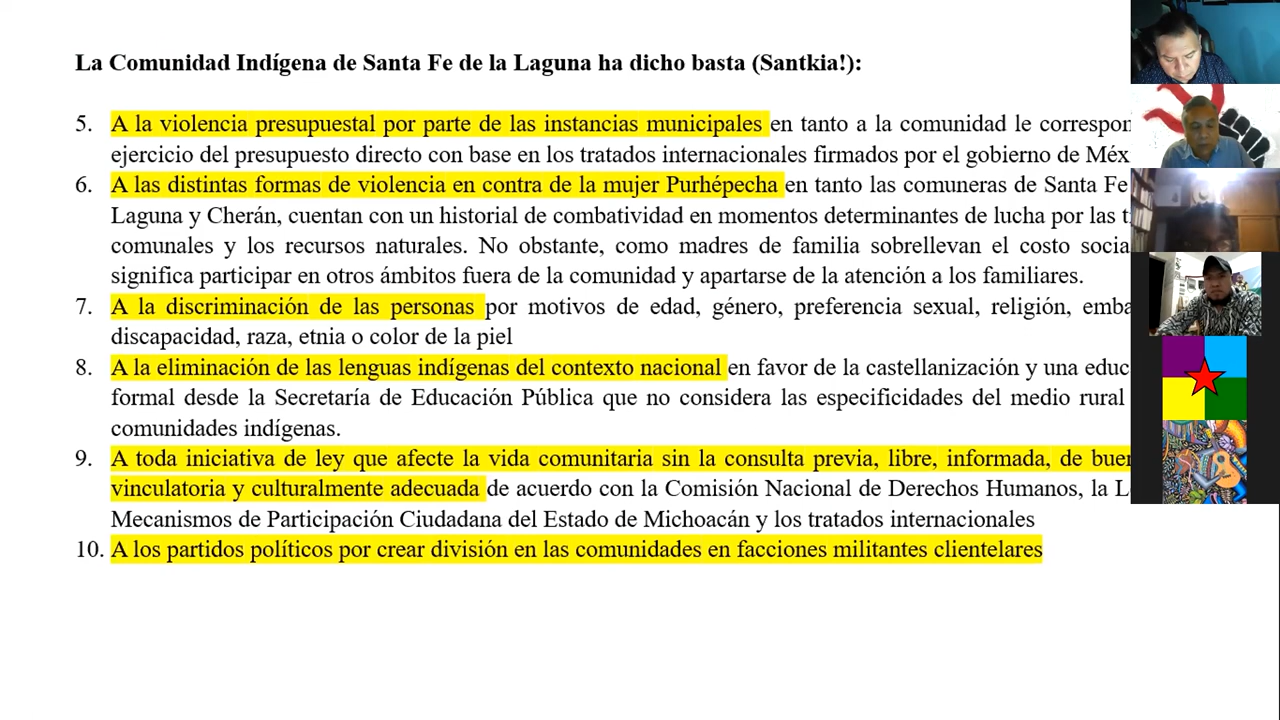 La Comunidad Indígena de Santa Fe de la Laguna ha dicho basta (Santkia!):
5. A la violencia presupuestal por parte de las instancias municipales en tanto a la comunidad le
ejercicio del presupuesto directo con base en los tratados internacionales firmados por el gobierno de
6. A las distintas formas de violencia en contra de la mujer Purhépecha en tanto las comuneras de Santa Fe
Laguna y Cherán, cuentan con un historial de combatividad en momentos determinantes de lucha por las
comunales y los recursos naturales. No obstante, como madres de familia sobrellevan el costo
significa participar en otros ámbitos fuera de la comunidad y apartarse de la atención a los familiares.
7. A la discriminación de las personas por motivos de edad, género, preferencia sexual, religión,
discapacidad, raza, etnia o color de la piel
8. A la eliminación de las lenguas indígenas del contexto nacional en favor de la castellanización y una
formal desde la Secretaría de Educación Pública que no considera las especificidades del medio rural
comunidades indígenas.
9. A toda iniciativa de ley que afecte la vida comunitaria sin la consulta previa, libre, informada, de
vinculatoria y culturalmente adecuada de acuerdo con la Comisión Nacional de Derechos Humanos, la
Mecanismos de Participación Ciudadana del Estado de Michoacán y los tratados internacionales
10. A los partidos políticos por crear división en las comunidades en facciones militantes clientelares